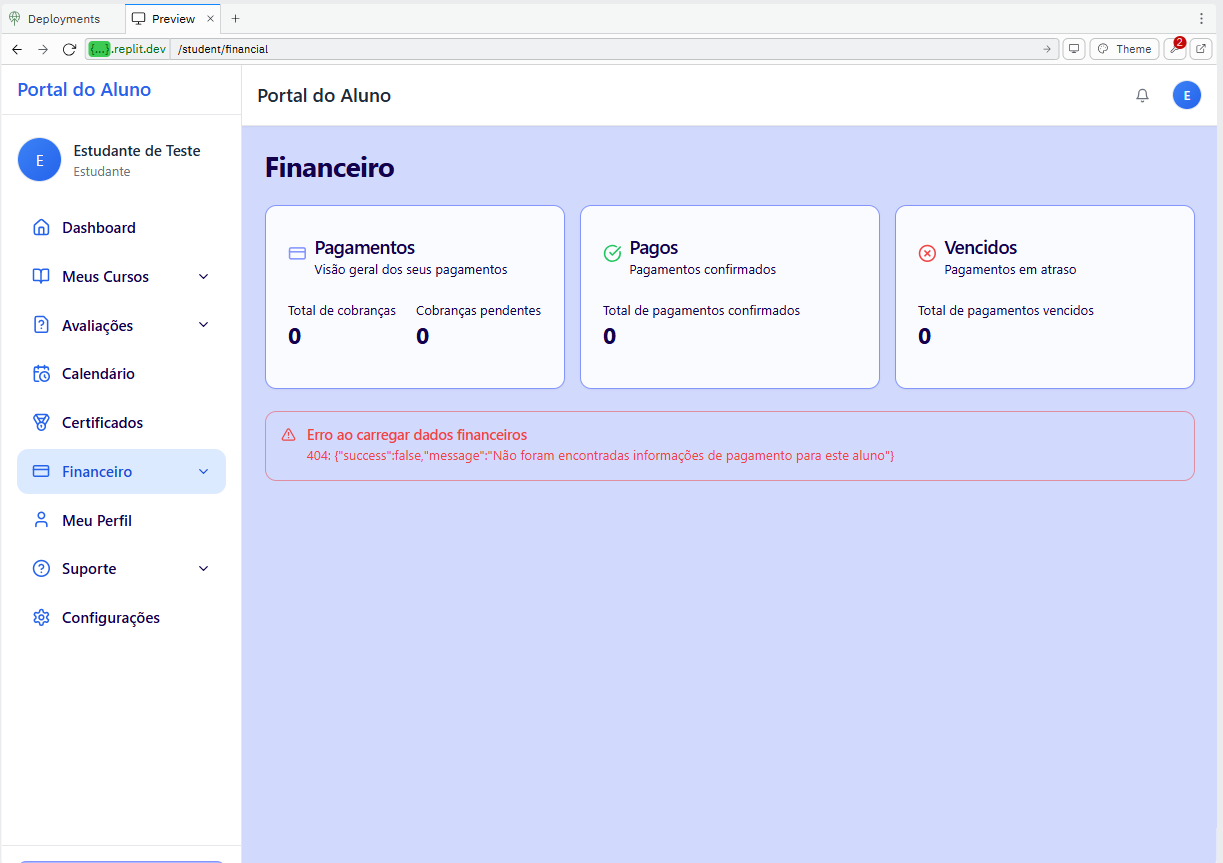 Deployments
Preview
{...}.replit.dev /student/financial
Theme
2
Portal do Aluno
Portal do Aluno
E
E
Estudante de Teste
Estudante
Dashboard
Meus Cursos
Avaliações
Calendário
Certificados
Financeiro
Meu Perfil
Suporte
Configurações
Financeiro
Pagamentos
Visão geral dos seus pagamentos
Total de cobranças
0
Cobranças pendentes
0
Pagos
Pagamentos confirmados
Total de pagamentos confirmados
0
Vencidos
Pagamentos em atraso
Total de pagamentos vencidos
0
Erro ao carregar dados financeiros
404: {"success":false,"message":"Não foram encontradas informações de pagamento para este aluno"}